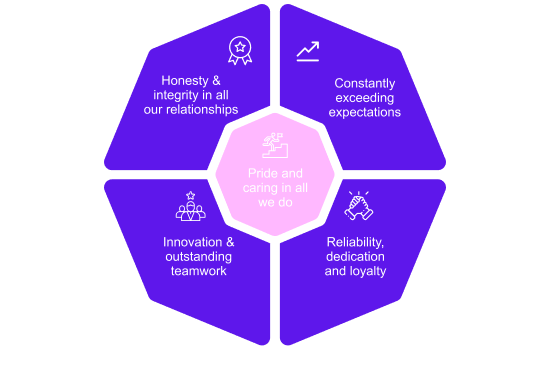 Honesty &
integrity in all
our relationships
Constantly
exceeding
expectations
Pride and
caring in all
we do
Innovation &
outstanding
teamwork
Reliability,
dedication
and loyalty